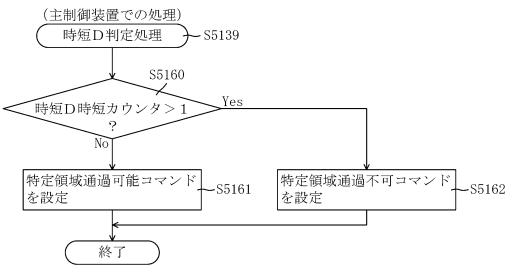 (主制御装置での処理)
時短D判定処理
S5139
S5160
時短D時短カウンタ>1
?
Yes
No
特定領域通過可能コマンド
を設定
S5161
特定領域通過不可コマンド
を設定
S5162
終了